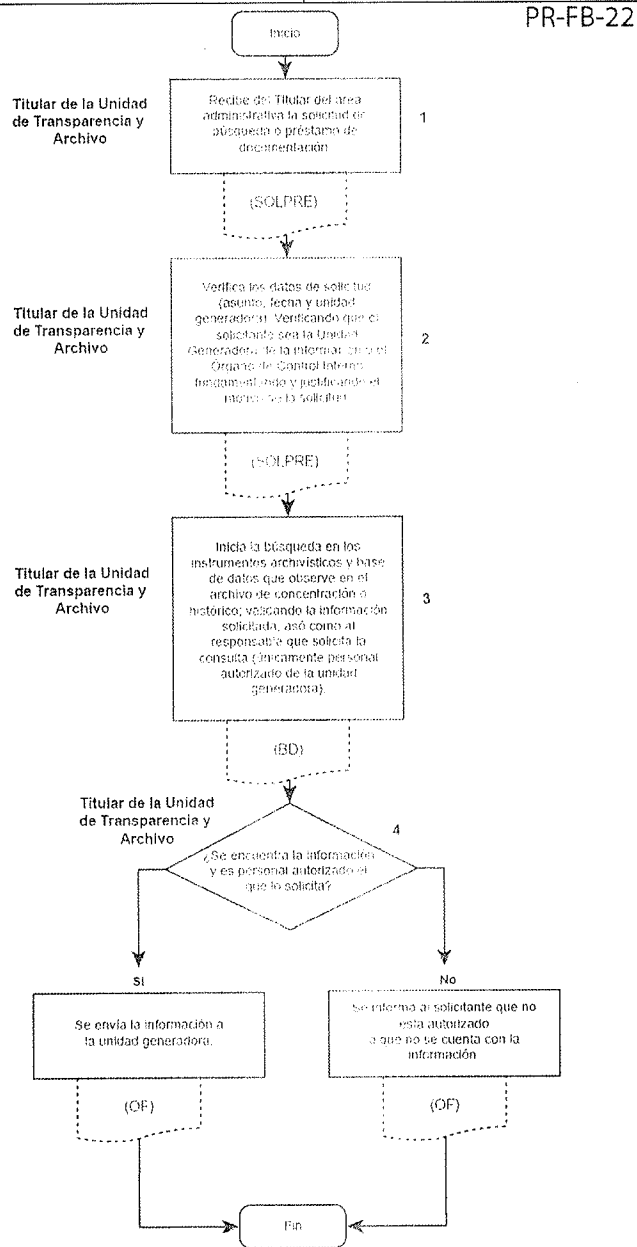 PR-FB-22
Inicio
Titular de la Unidad
de Transparencia y
Archivo
Recibe del Titular del area
administrativa la solicitud de
búsqueda o préstamo de
documentación
1
(SOLPRE)
Titular de la Unidad
de Transparencia y
Archivo
Verifica los datos de solicitud
(asunto, fecha y unidad
generadora). Verificando que el
solicitante sea la Unidad
Generadora de la información o el
Órgano de Control Interno
fundamentando y justificando el
motivo de la solicitud
2
(SOLPRE)
Titular de la Unidad
de Transparencia y
Archivo
Inicia la búsqueda en los
instrumentos archivísticos y base
de datos que observe en el
archivo de concentración o
histórico; validando la información
solicitada, asó como al
responsable que solicita la
consulta (únicamente personal
autorizado de la unidad
generadora).
3
(BD)
Titular de la Unidad
de Transparencia y
Archivo
4
¿Se encuentra la información
y es personal autorizado el
que lo solicita?
Si
No
Se envía la información a
la unidad generadora.
Se informa al solicitante que no
esta autorizado
a que no se cuenta con la
información
(OF)
(OF)
Fin